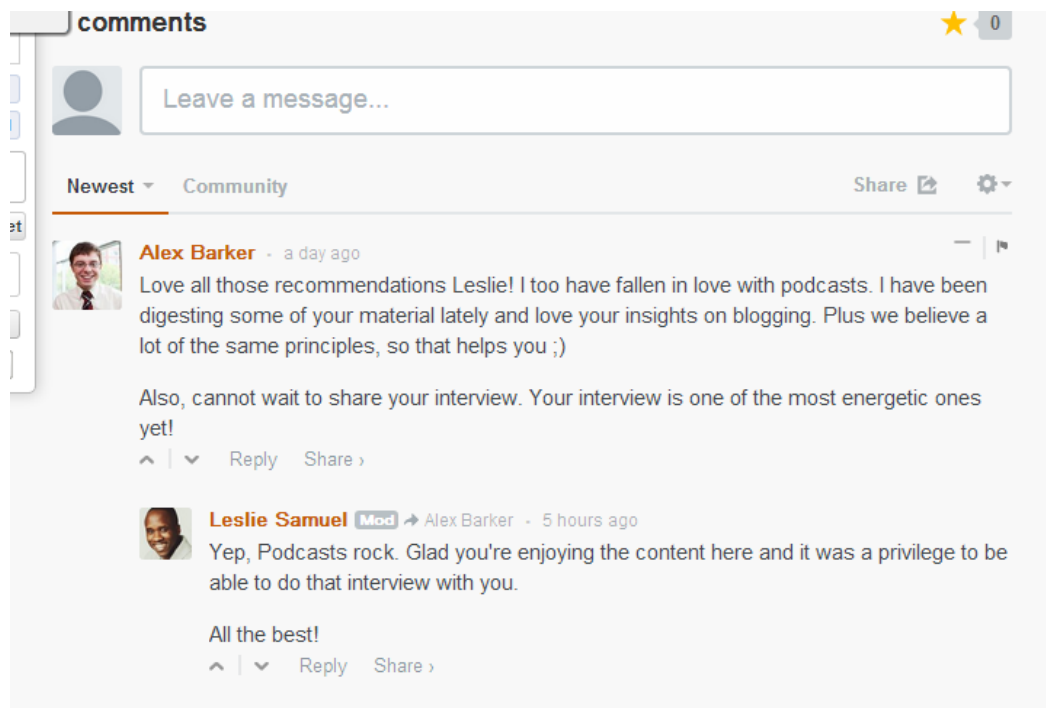 comments
0
Leave a message...
Newest
Community
Share
et
Alex Barker - a day ago
Love all those recommendations Leslie! I too have fallen in love with podcasts. I have been
digesting some of your material lately and love your insights on blogging. Plus we believe a
lot of the same principles, so that helps you ;)
Also, cannot wait to share your interview. Your interview is one of the most energetic ones
yet!
Reply Share ›
Leslie Samuel Mod Alex Barker - 5 hours ago
Yep, Podcasts rock. Glad you're enjoying the content here and it was a privilege to be
able to do that interview with you.
All the best!
Reply Share ›